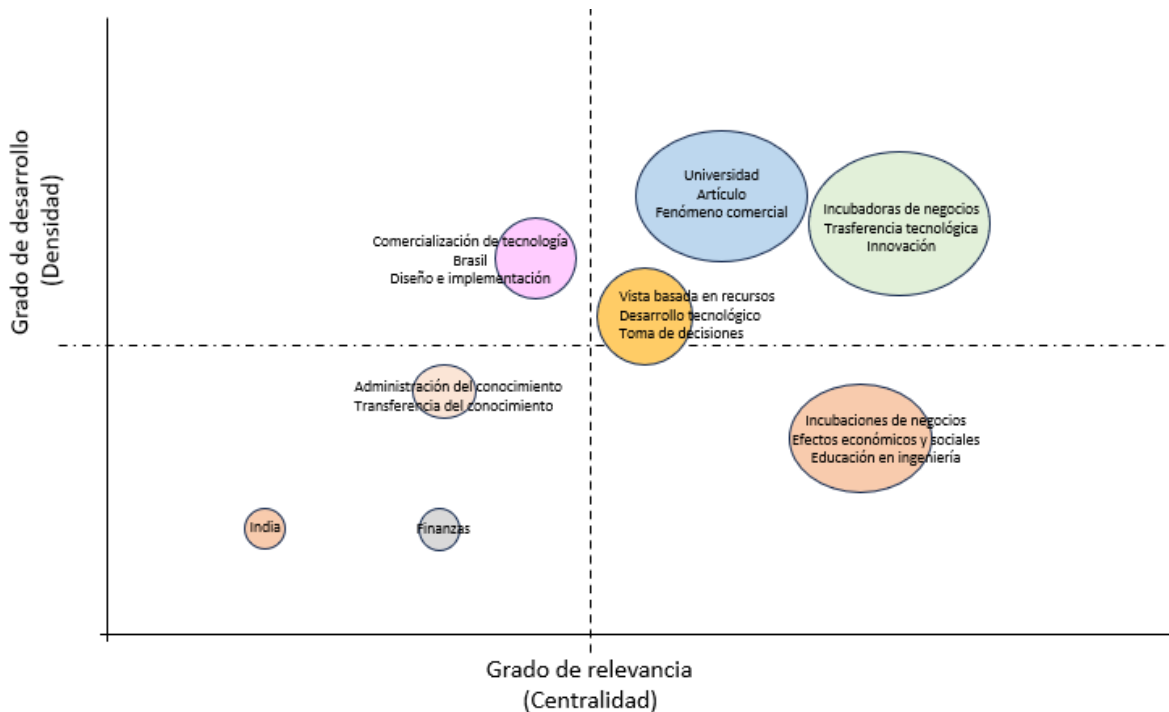 Grado de desarrollo
(Densidad)
Universidad
Artículo
Fenómeno comercial
Incubadoras de negocios
Trasferencia tecnológica
Innovación
Comercialización de tecnología
Brasil
Diseño e implementación
Vista basada en recursos
Desarrollo tecnológico
Toma de decisiones
Administración del conocimiento
Transferencia del conocimiento
Incubaciones de negocios
Efectos económicos y sociales
Educación en ingeniería
India
Finanzas
Grado de relevancia
(Centralidad)